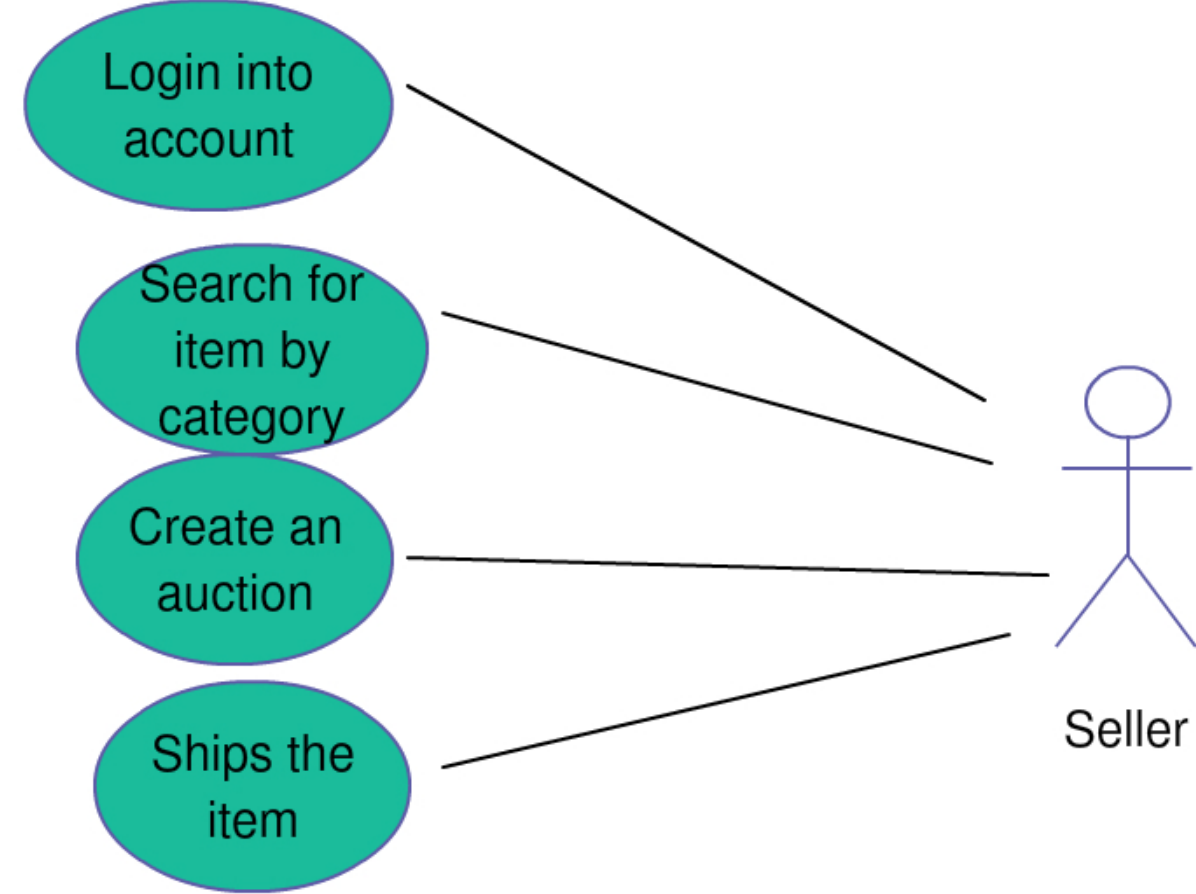 Login into
account
Search for
item by
category
Create an
auction
Ships the
item
Seller